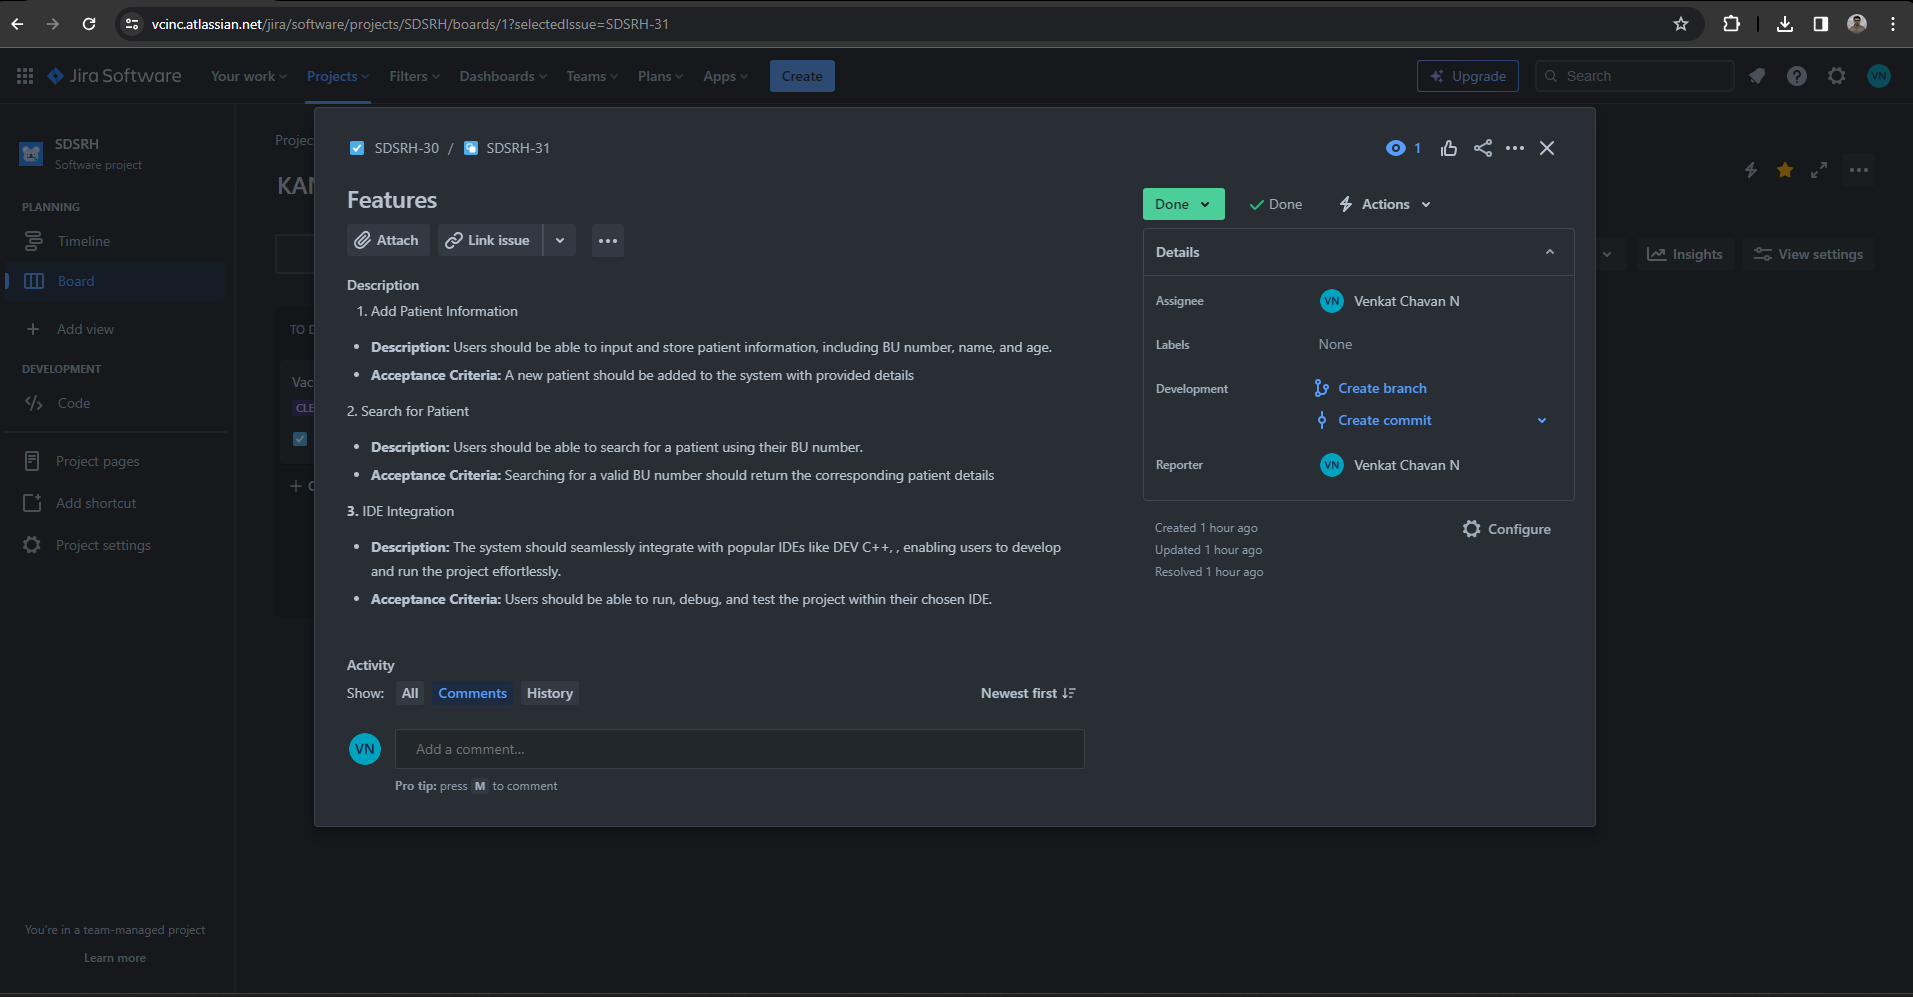 vcinc.atlassian.net/jira/software/projects/SDSRH/boards/1?selectedIssue=SDSRH-31
Jira Software
Your work
Projects
Filters
Dashboards
Teams
Plans
Apps
Create
Upgrade
Search
VN
SDSRH
Software project
PLANNING
Timeline
Board
Add view
DEVELOPMENT
Code
Project pages
Add shortcut
Project settings
You're in a team-managed project
Learn more
Projec
KAN
TO D
Vac
CLE
Insights
View settings
SDSRH-30 / SDSRH-31
1
Features
Attach
Link issue
Description
1. Add Patient Information
• Description: Users should be able to input and store patient information, including BU number, name, and age.
• Acceptance Criteria: A new patient should be added to the system with provided details
2. Search for Patient
• Description: Users should be able to search for a patient using their BU number.
• Acceptance Criteria: Searching for a valid BU number should return the corresponding patient details
3. IDE Integration
• Description: The system should seamlessly integrate with popular IDEs like DEV C++, , enabling users to develop
and run the project effortlessly.
• Acceptance Criteria: Users should be able to run, debug, and test the project within their chosen IDE.
Activity
Show: All Comments History
Newest first
VN
Add a comment...
Pro tip: press M to comment
Done
Done
Actions
Details
Assignee
VN Venkat Chavan N
Labels
None
Development
Create branch
Create commit
Reporter
VN Venkat Chavan N
Created 1 hour ago
Updated 1 hour ago
Resolved 1 hour ago
Configure